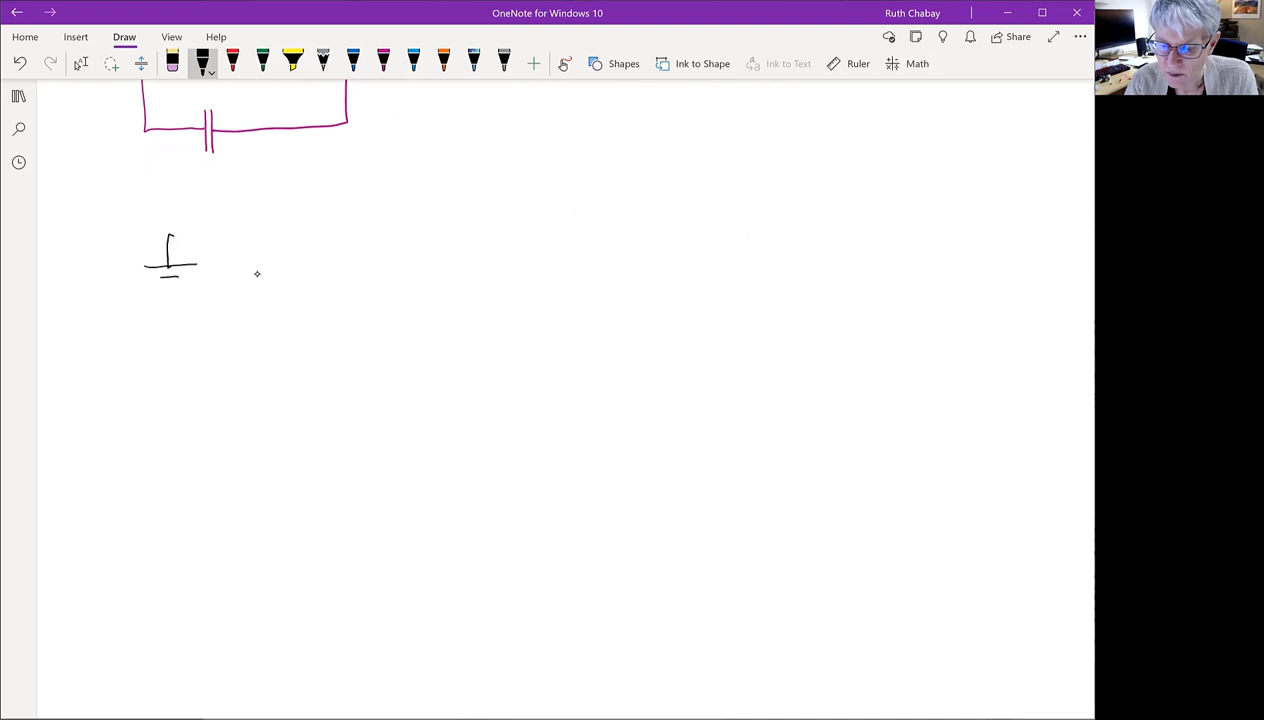 OneNote for Windows 10
Ruth Chabay
Home Insert Draw View Help
Share
Shapes Ink to Shape Ink to Text Ruler Math